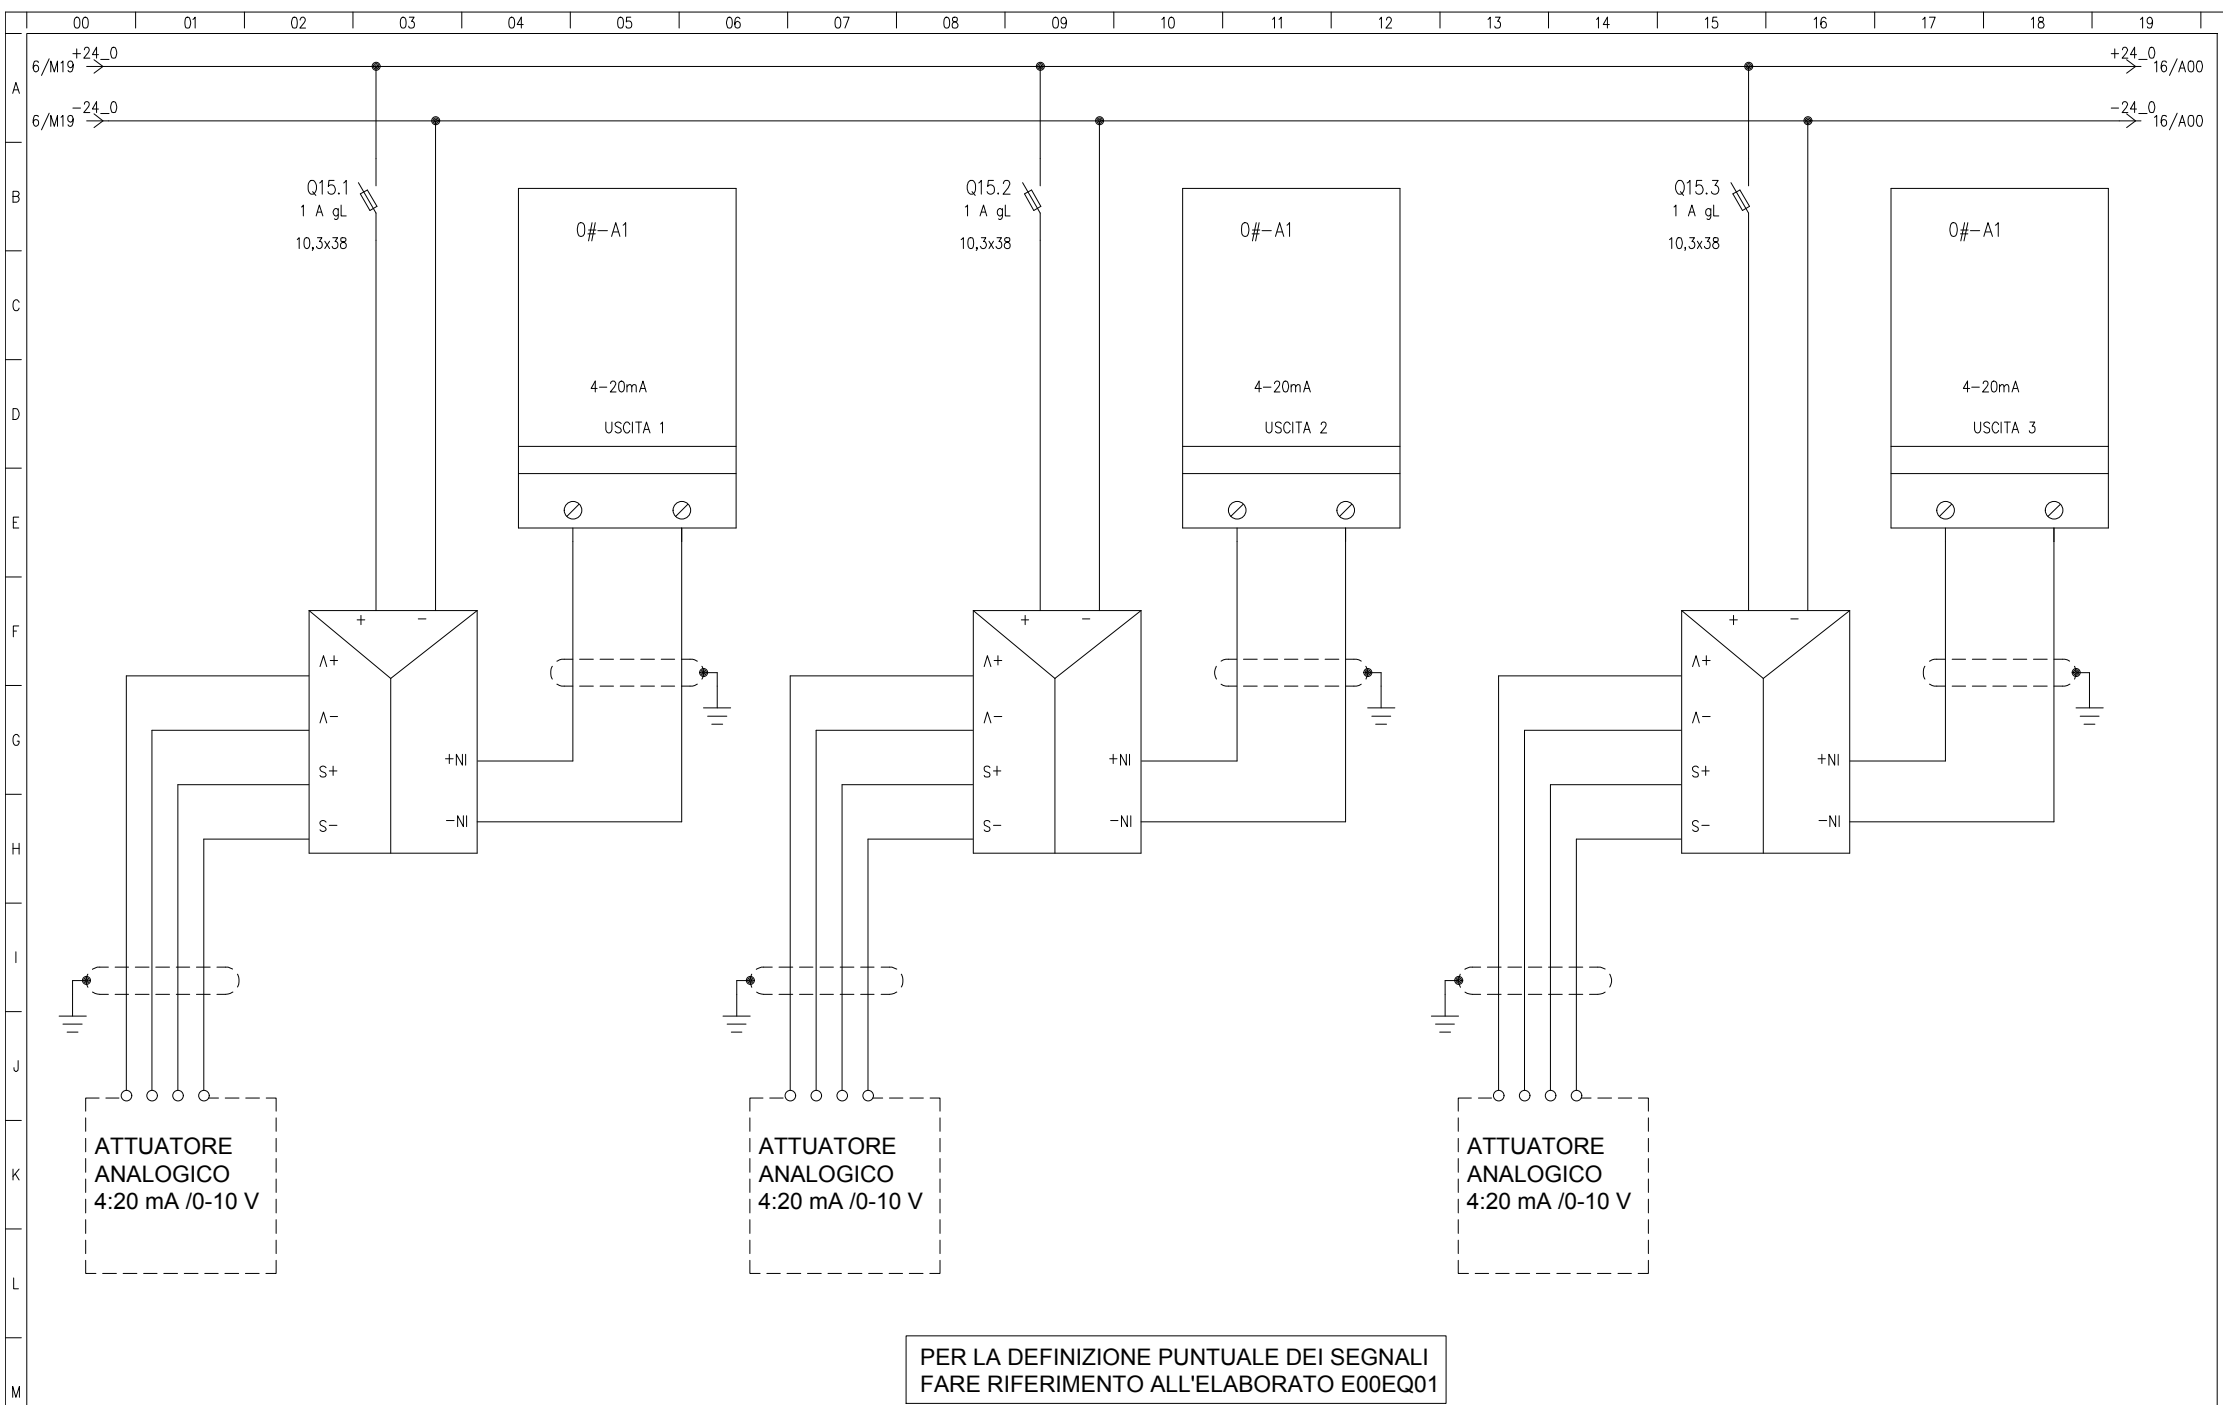 00 01 02 03 04 05 06 07 08 09 10 11 12 13 14 15 16 17 18 19
A
B
C
D
E
F
G
H
I
J
K
L
M
+24_0
6/M19
-24_0
6/M19
+24_0
16/A00
-24_0
16/A00
Q15.1
1 A gL
10,3x38
0#-A1
4-20mA
USCITA 1
+ -
Λ+
Λ-
S+
S-
+NI
-NI
ATTUATORE
ANALOGICO
4:20 mA /0-10 V
Q15.2
1 A gL
10,3x38
0#-A1
4-20mA
USCITA 2
+ -
Λ+
Λ-
S+
S-
+NI
-NI
ATTUATORE
ANALOGICO
4:20 mA /0-10 V
Q15.3
1 A gL
10,3x38
0#-A1
4-20mA
USCITA 3
+ -
Λ+
Λ-
S+
S-
+NI
-NI
ATTUATORE
ANALOGICO
4:20 mA /0-10 V
PER LA DEFINIZIONE PUNTUALE DEI SEGNALI
FARE RIFERIMENTO ALL'ELABORATO E00EQ01